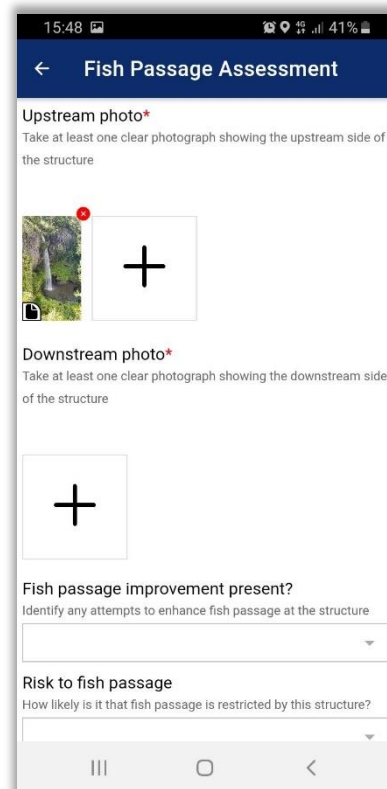 15:48 41%
Fish Passage Assessment
Upstream photo*
Take at least one clear photograph showing the upstream side of
the structure
Downstream photo*
Take at least one clear photograph showing the downstream side
of the structure
Fish passage improvement present?
Identify any attempts to enhance fish passage at the structure
Risk to fish passage
How likely is it that fish passage is restricted by this structure?